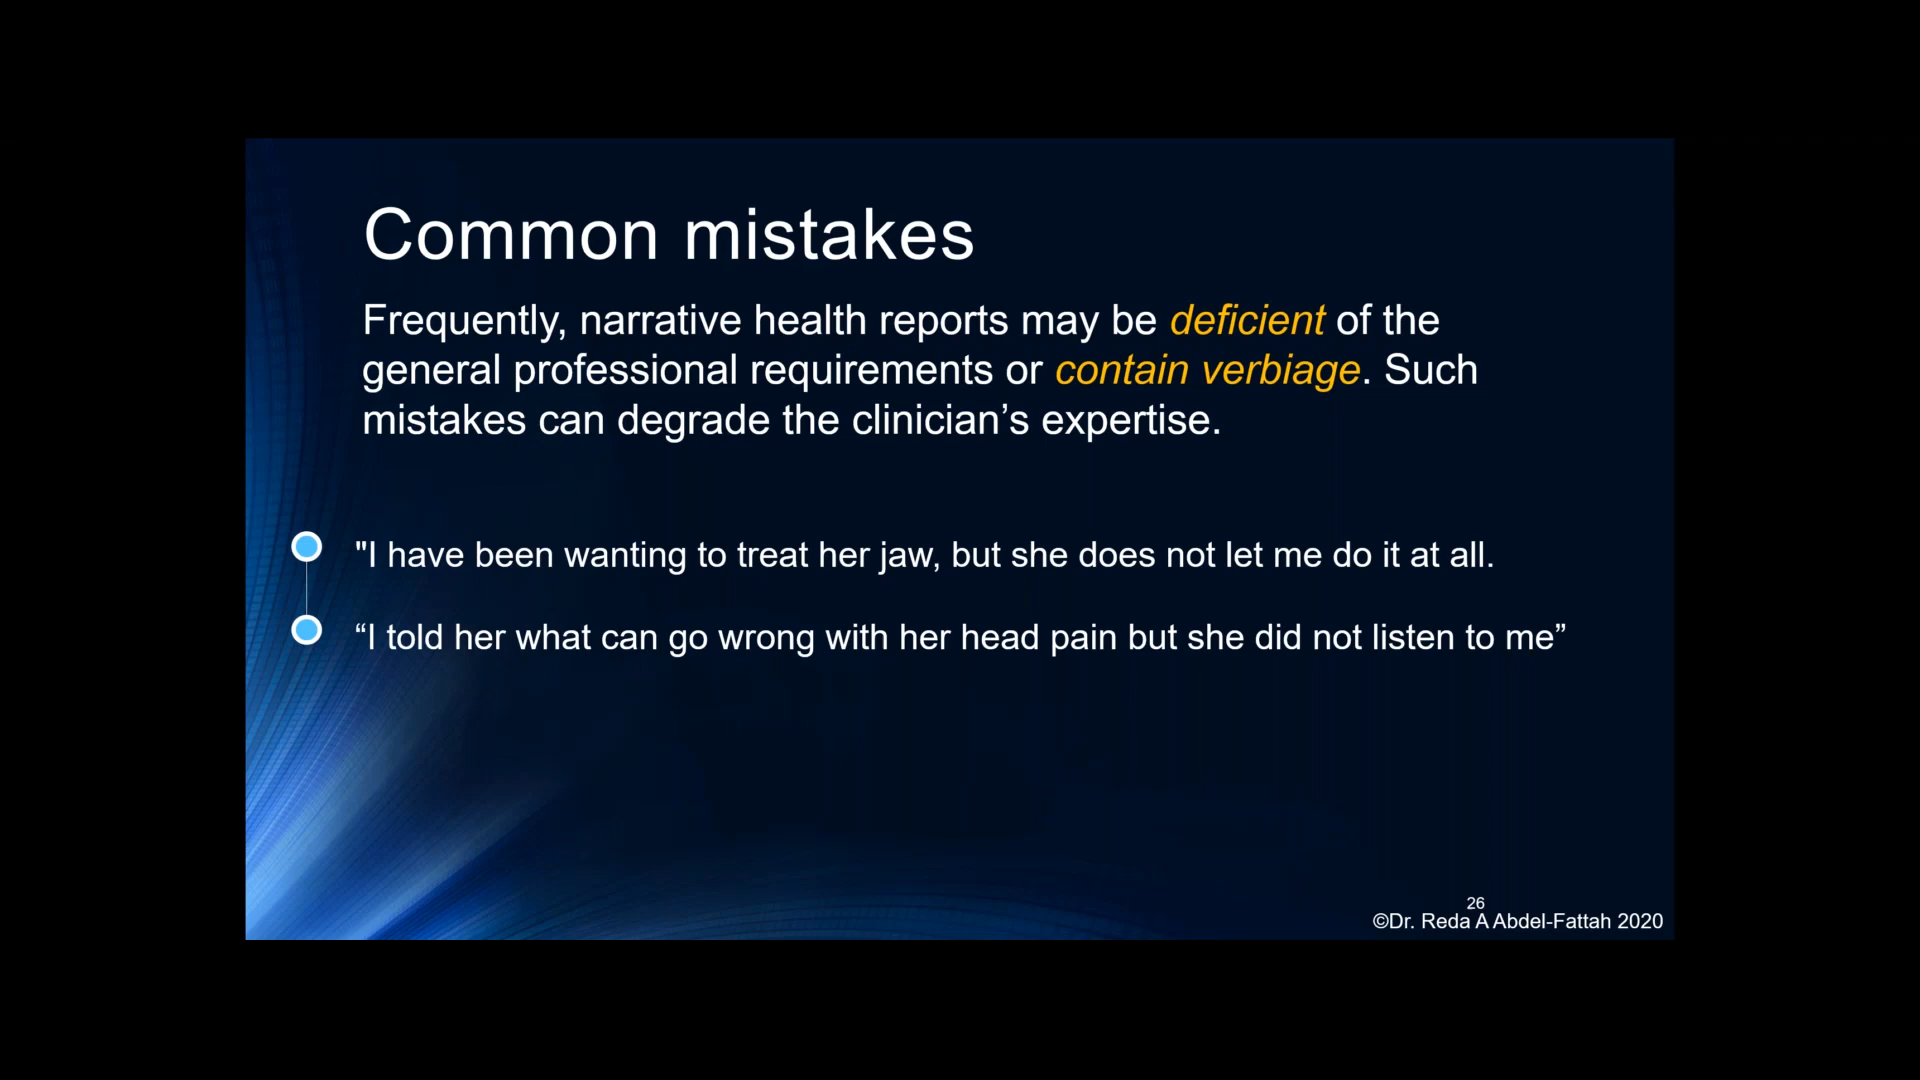 Common mistakes
Frequently, narrative health reports may be deficient of the
general professional requirements or contain verbiage. Such
mistakes can degrade the clinician’s expertise.
"I have been wanting to treat her jaw, but she does not let me do it at all.
“I told her what can go wrong with her head pain but she did not listen to me”
26
©Dr. Reda A Abdel-Fattah 2020